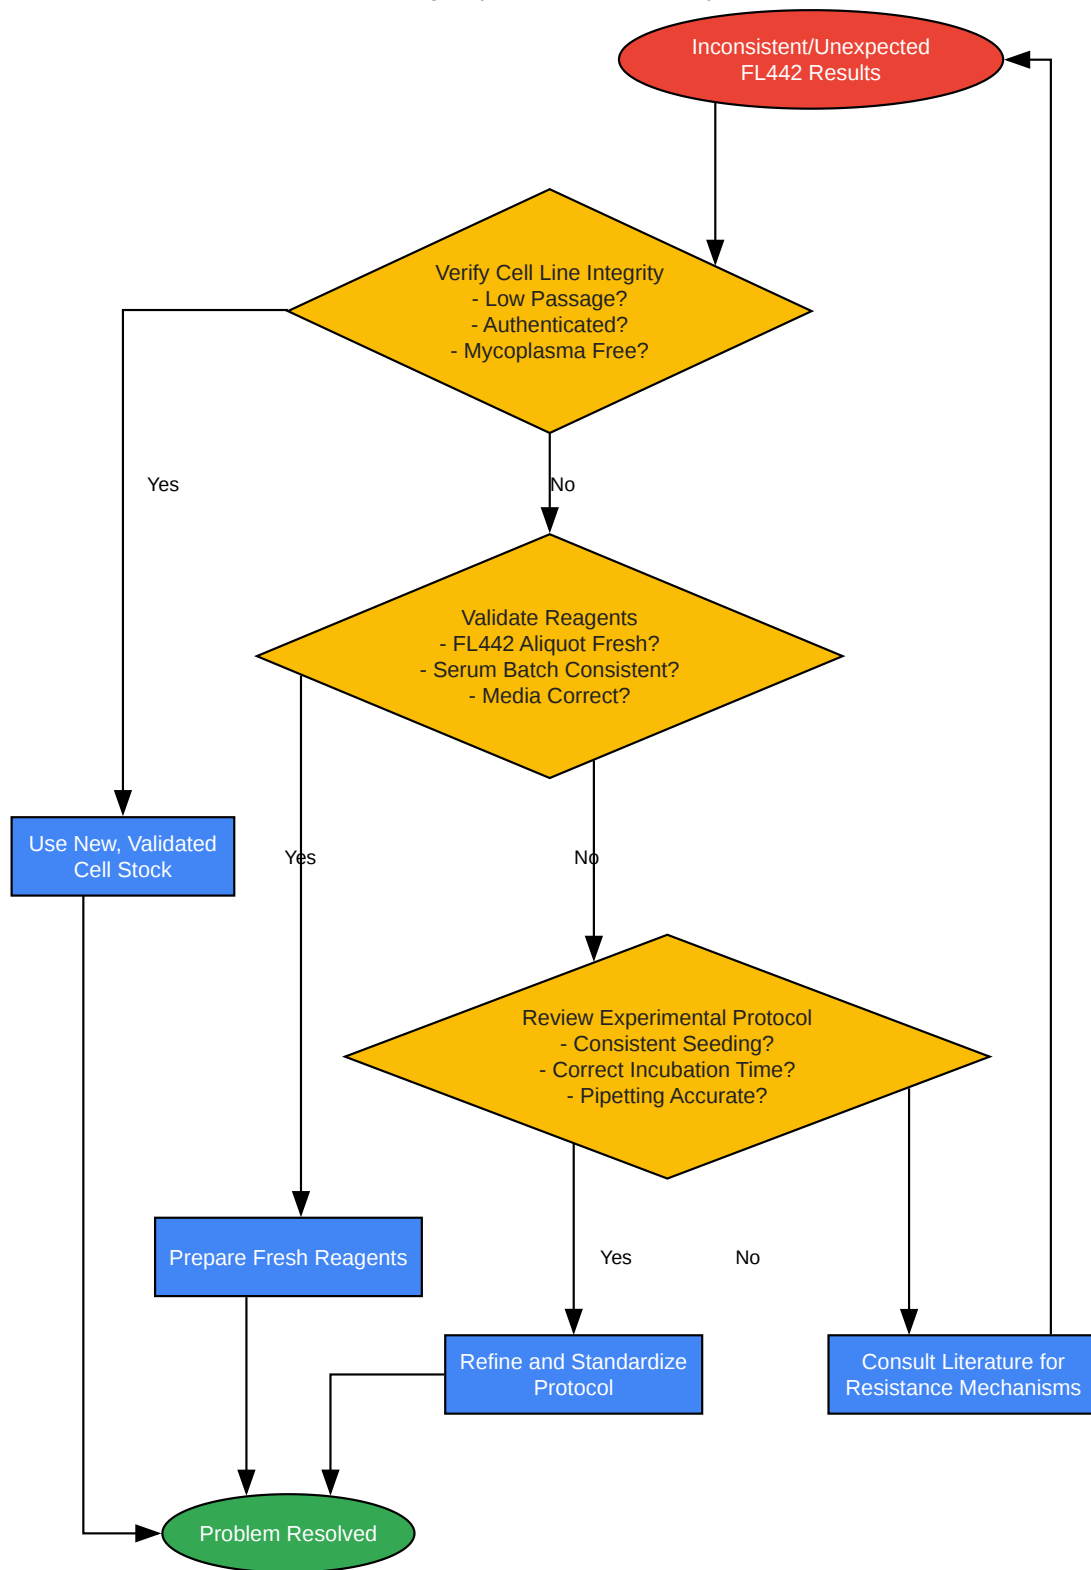 Inconsistent/Unexpected
FL442 Results
Verify Cell Line Integrity
- Low Passage?
- Authenticated?
- Mycoplasma Free?
Yes
No
Validate Reagents
- FL442 Aliquot Fresh?
- Serum Batch Consistent?
- Media Correct?
Use New, Validated
Cell Stock
Yes
No
Review Experimental Protocol
- Consistent Seeding?
- Correct Incubation Time?
- Pipetting Accurate?
Prepare Fresh Reagents
Yes
No
Refine and Standardize
Protocol
Consult Literature for
Resistance Mechanisms
Problem Resolved